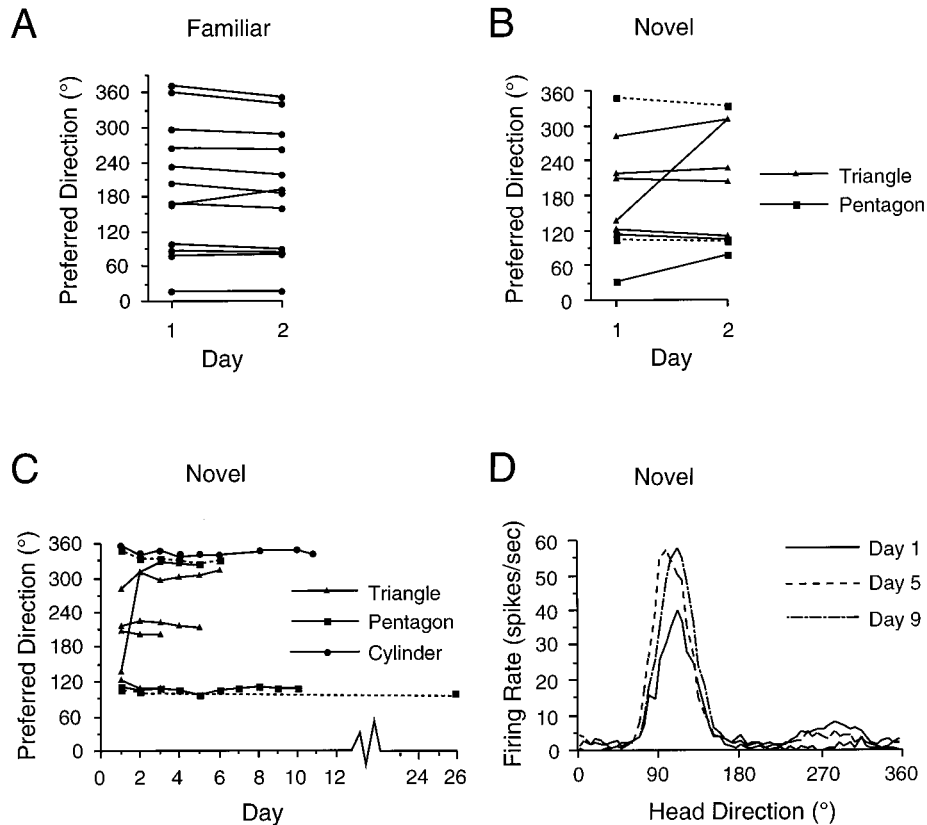 A
Familiar
Preferred Direction (°)
360
300
240
180
120
60
0
1
2
Day
B
Novel
Preferred Direction (°)
360
300
240
180
120
60
0
1
2
Day
Triangle
Pentagon
C
Novel
Preferred Direction (°)
360
300
240
180
120
60
0
0
2
4
6
8
10
12
24
26
Day
Triangle
Pentagon
Cylinder
D
Novel
Firing Rate (spikes/sec)
60
50
40
30
20
10
0
0
90
180
270
360
Head Direction (°)
Day 1
Day 5
Day 9